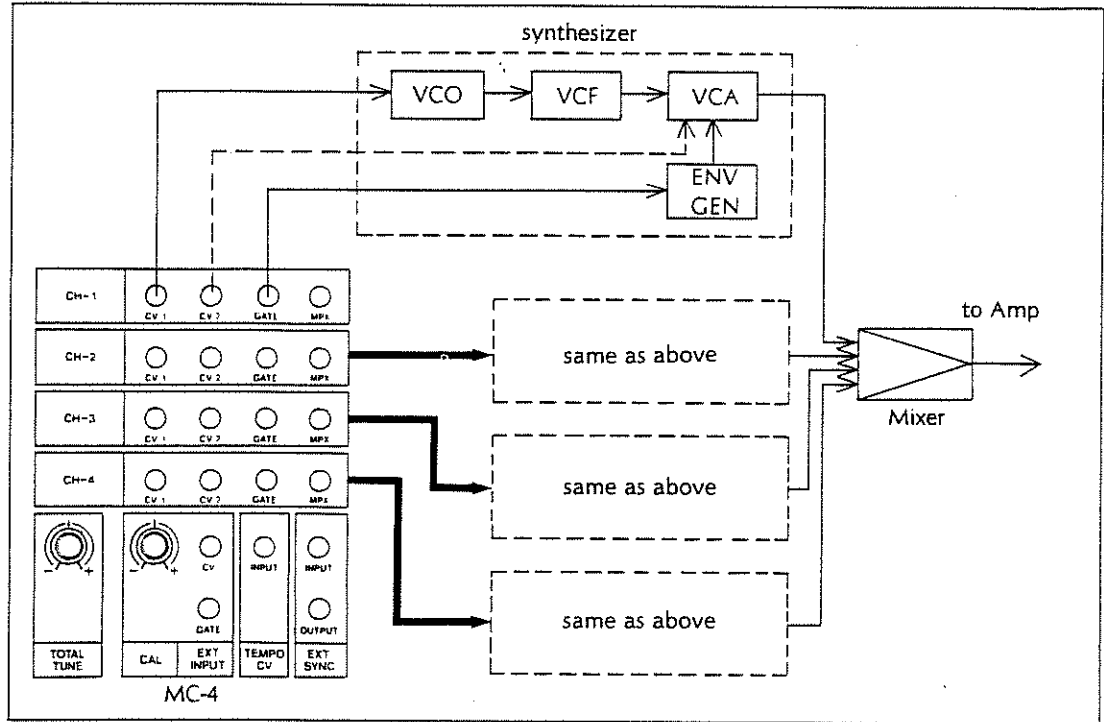 synthesizer
VCO
VCF
VCA
ENV
GEN
CH-1
CV 1
CV 2
GATE
MPX
CH-2
CV 1
CV 2
GATE
MPX
CH-3
CV 1
CV 2
GATE
MPX
CH-4
CV 1
CV 2
GATE
MPX
same as above
same as above
same as above
to Amp
Mixer
- +
- +
CV
GATE
INPUT
INPUT
OUTPUT
TOTAL
TUNE
CAL
EXT
INPUT
TEMPO
CV
EXT
SYNC
MC-4